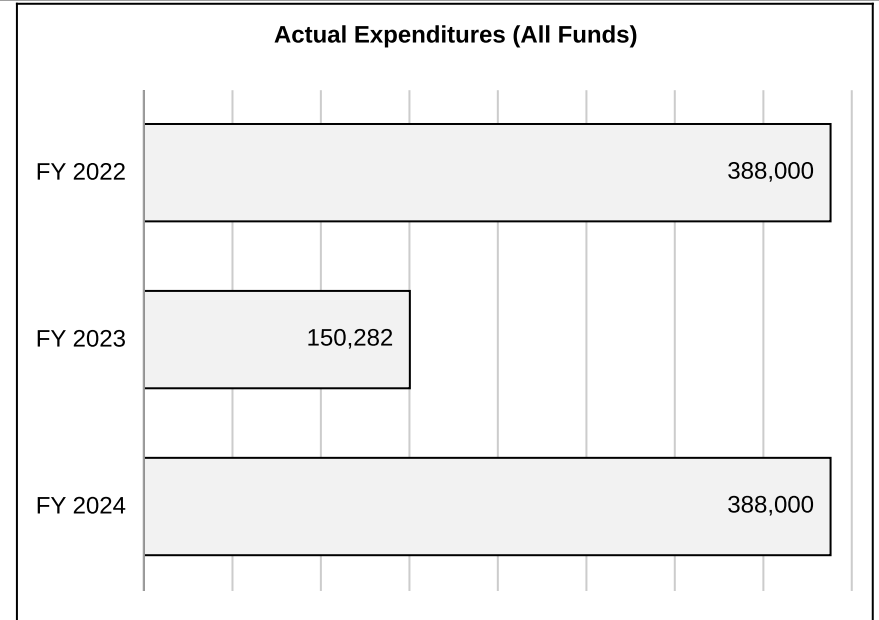 Actual Expenditures (All Funds)
FY 2022 388,000
FY 2023 150,282
FY 2024 388,000